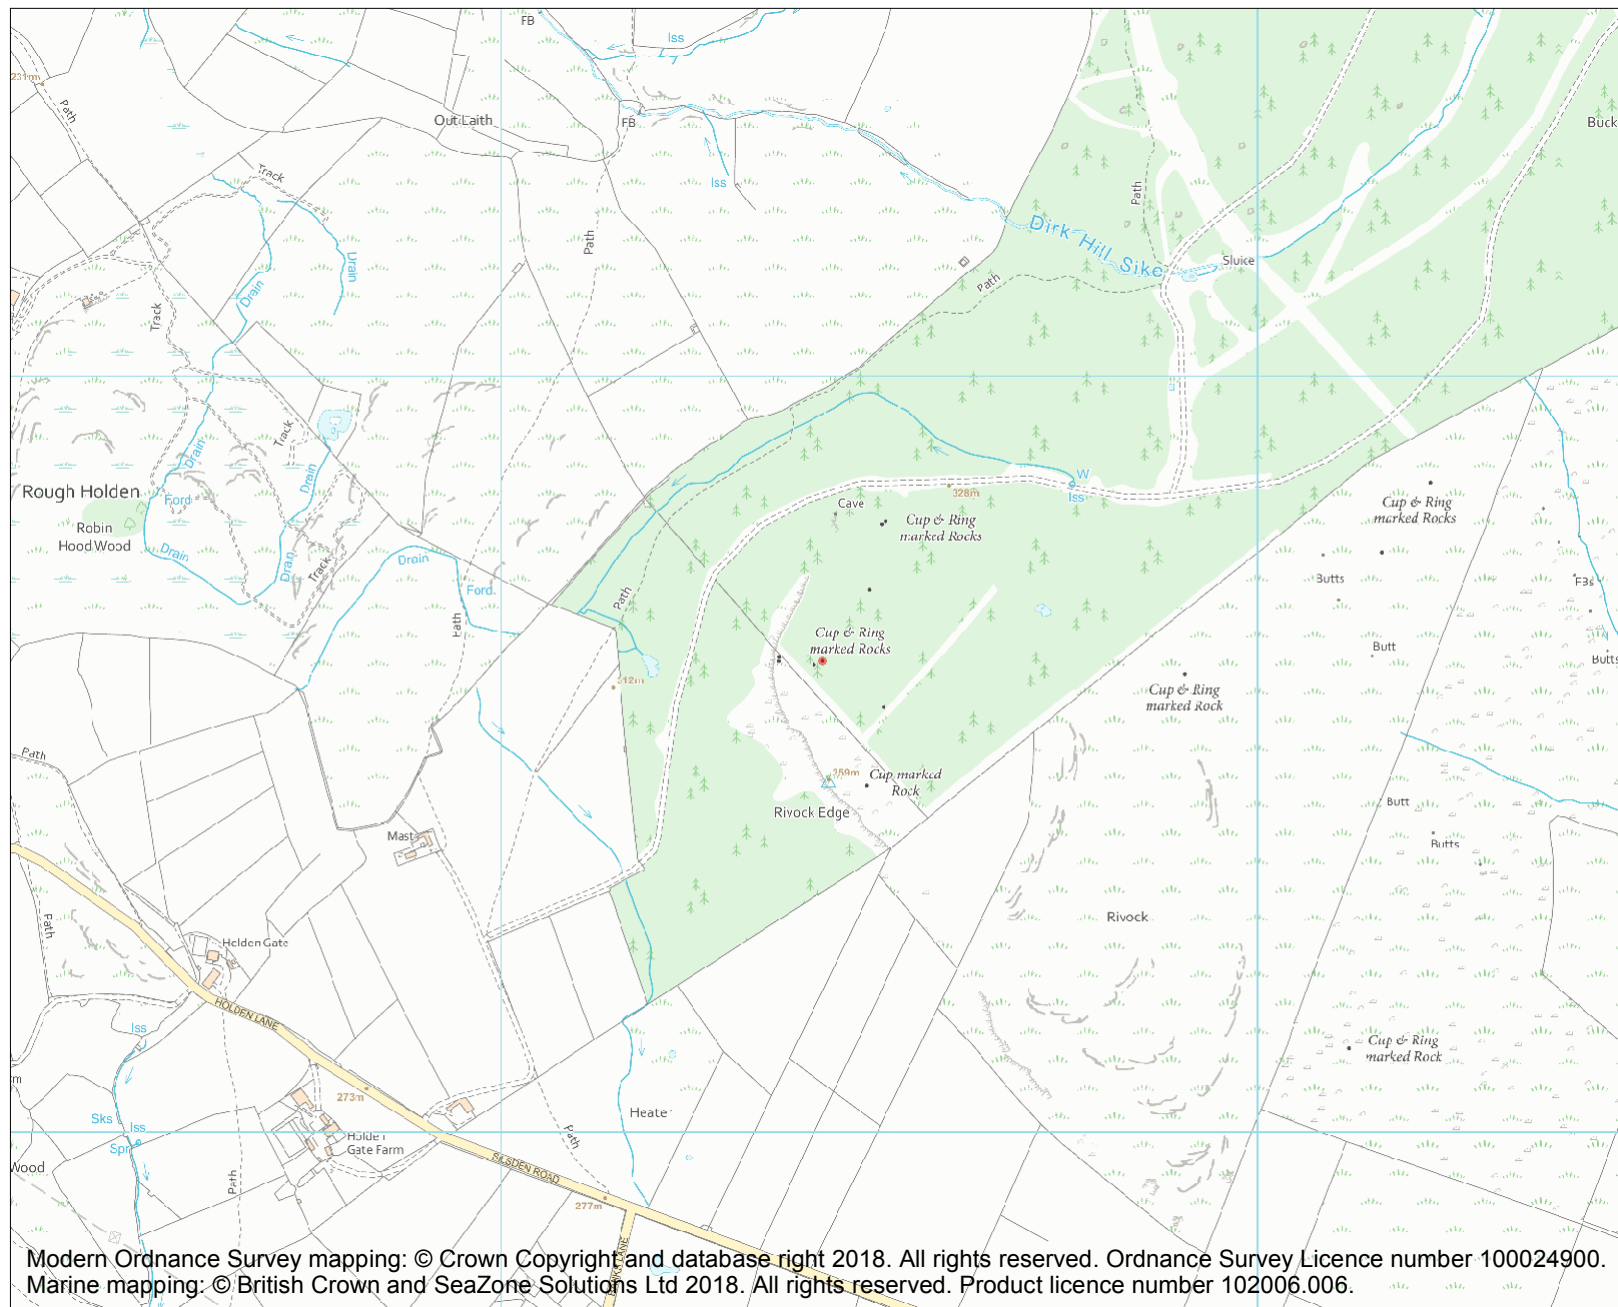 FB
Iss
231m
Path
Out Laith
FB
Iss
Track
Path
Path
Buck
Drain
Drain
Dirk Hill Sike
Sluice
Path
Track
Track
Drain
Drain
Rough Holden
Ford
Robin
Hood Wood
Drain
Drain
Track
Drain
Ford
Path
Path
W
Iss
328m
Cave
Cup & Ring
marked Rocks
Cup & Ring
marked Rocks
Butts
FBs
Cup & Ring
marked Rocks
Butt
Butts
312m
Cup & Ring
marked Rock
Path
359m
Cup marked
Rock
Rivock Edge
Butt
Butts
Mast
Path
Rivock
Holden Gate
HOLDEN LANE
Iss
Cup & Ring
marked Rock
m
273m
Sks
Iss
Spr
Heate
Holden
Gate Farm
Path
Wood
Path
SILSDEN ROAD
277m
LANE
Modern Ordnance Survey mapping: © Crown Copyright and database right 2018. All rights reserved. Ordnance Survey Licence number 100024900.
Marine mapping: © British Crown and SeaZone Solutions Ltd 2018. All rights reserved. Product licence number 102006.006.